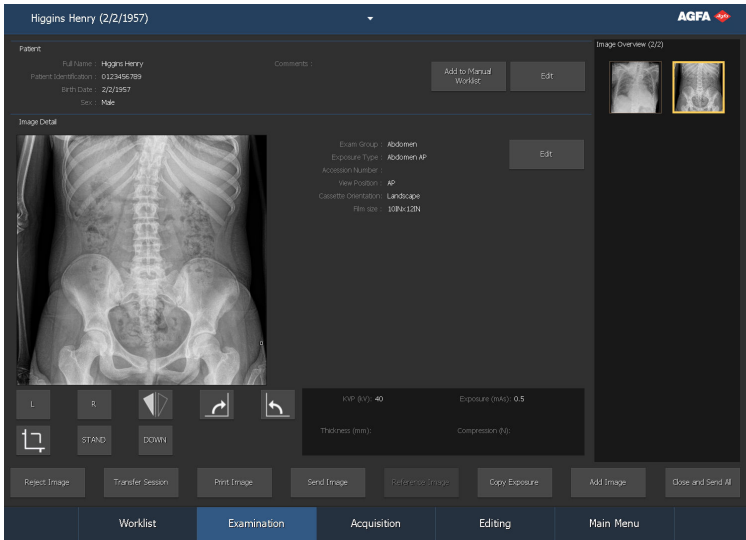 Higgins Henry (2/2/1957)
AGFA
Patient
Full Name : Higgins Henry
Comments :
Patient Identification : 0123456789
Birth Date : 2/2/1957
Sex : Male
Add to Manual
Worklist
Edit
Image Overview (2/2)
Image Detail
Exam Group : Abdomen
Exposure Type : Abdomen AP
Accession Number :
View Position : AP
Cassette Orientation: Landscape
Film size : 10INx12IN
Edit
L
R
STAND
DOWN
KVP (kV): 40
Exposure (mAs): 0.5
Thickness (mm):
Compression (N):
Reject Image
Transfer Session
Print Image
Send Image
Reference Image
Copy Exposure
Add Image
Close and Send All
Worklist
Examination
Acquisition
Editing
Main Menu